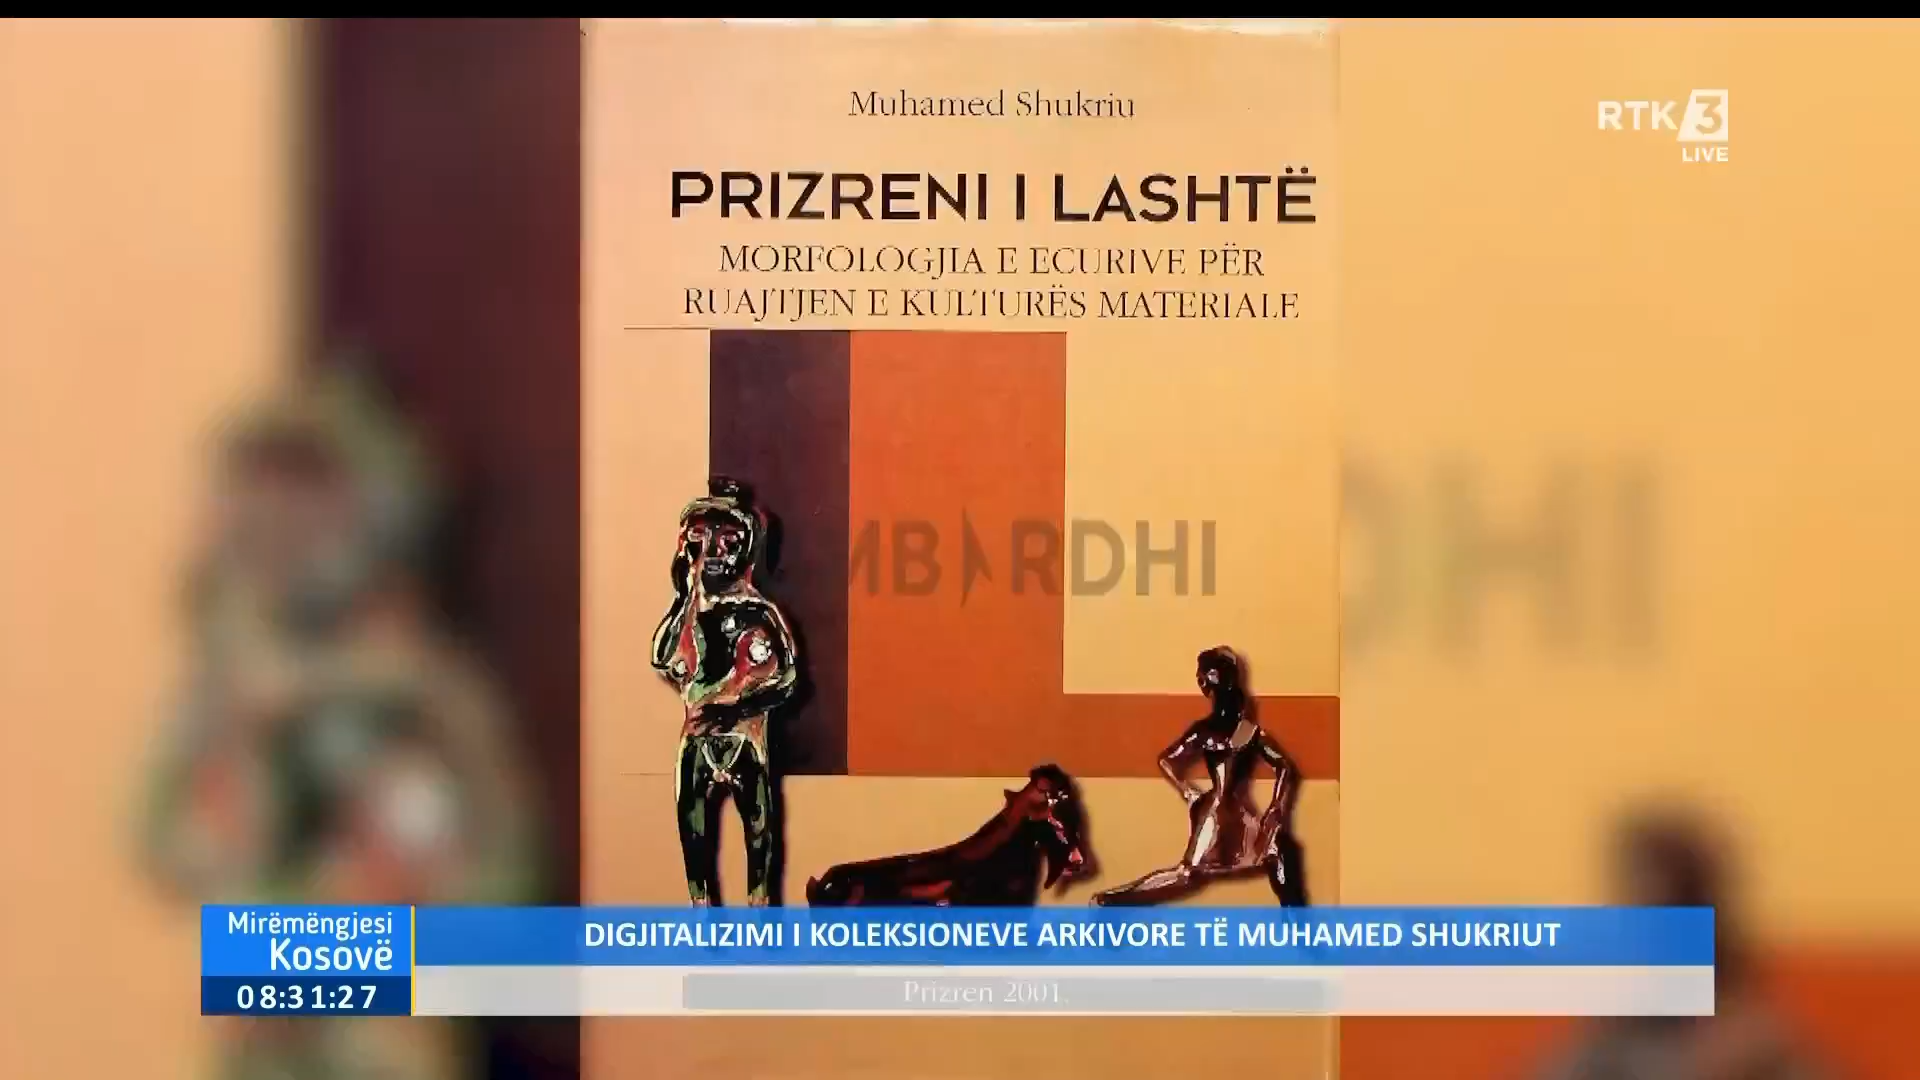 Muhamed Shukriu
PRIZRENI I LASHTË
MORFOLOGJIA E ECURIVE PËR
RUAJTJEN E KULTURËS MATERIALE
RTK 3
LIVE
Mirëmëngjesi
Kosovë
08:31:27
DIGJITALIZIMI I KOLEKSIONEVE ARKIVORE TË MUHAMED SHUKRIUT
Prizren 2001.